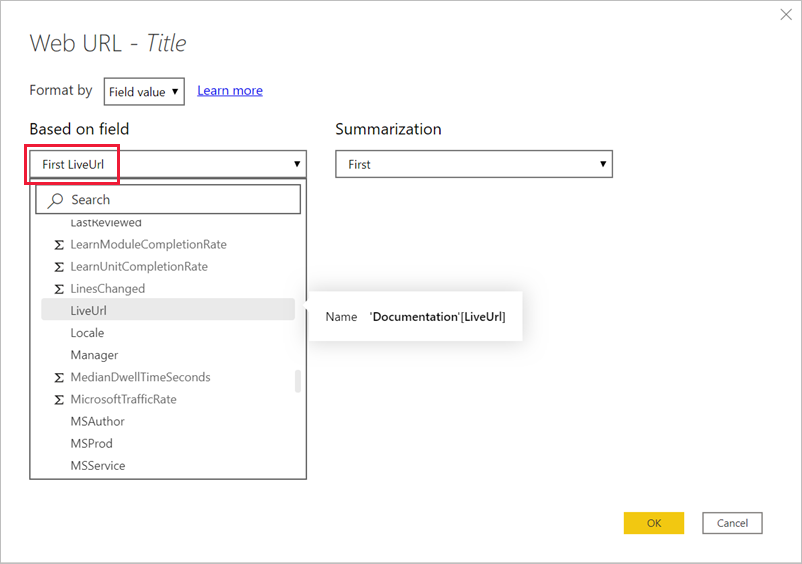 Web URL - Title
Format by Field value Learn more
Based on field Summarization
First LiveUrl First
Search
LastReviewed
Σ LearnModuleCompletionRate
Σ LearnUnitCompletionRate
Σ LinesChanged
LiveUrl
Name 'Documentation'[LiveUrl]
Locale
Manager
Σ MedianDwellTimeSeconds
Σ MicrosoftTrafficRate
MSAuthor
MSProd
MSService
OK Cancel